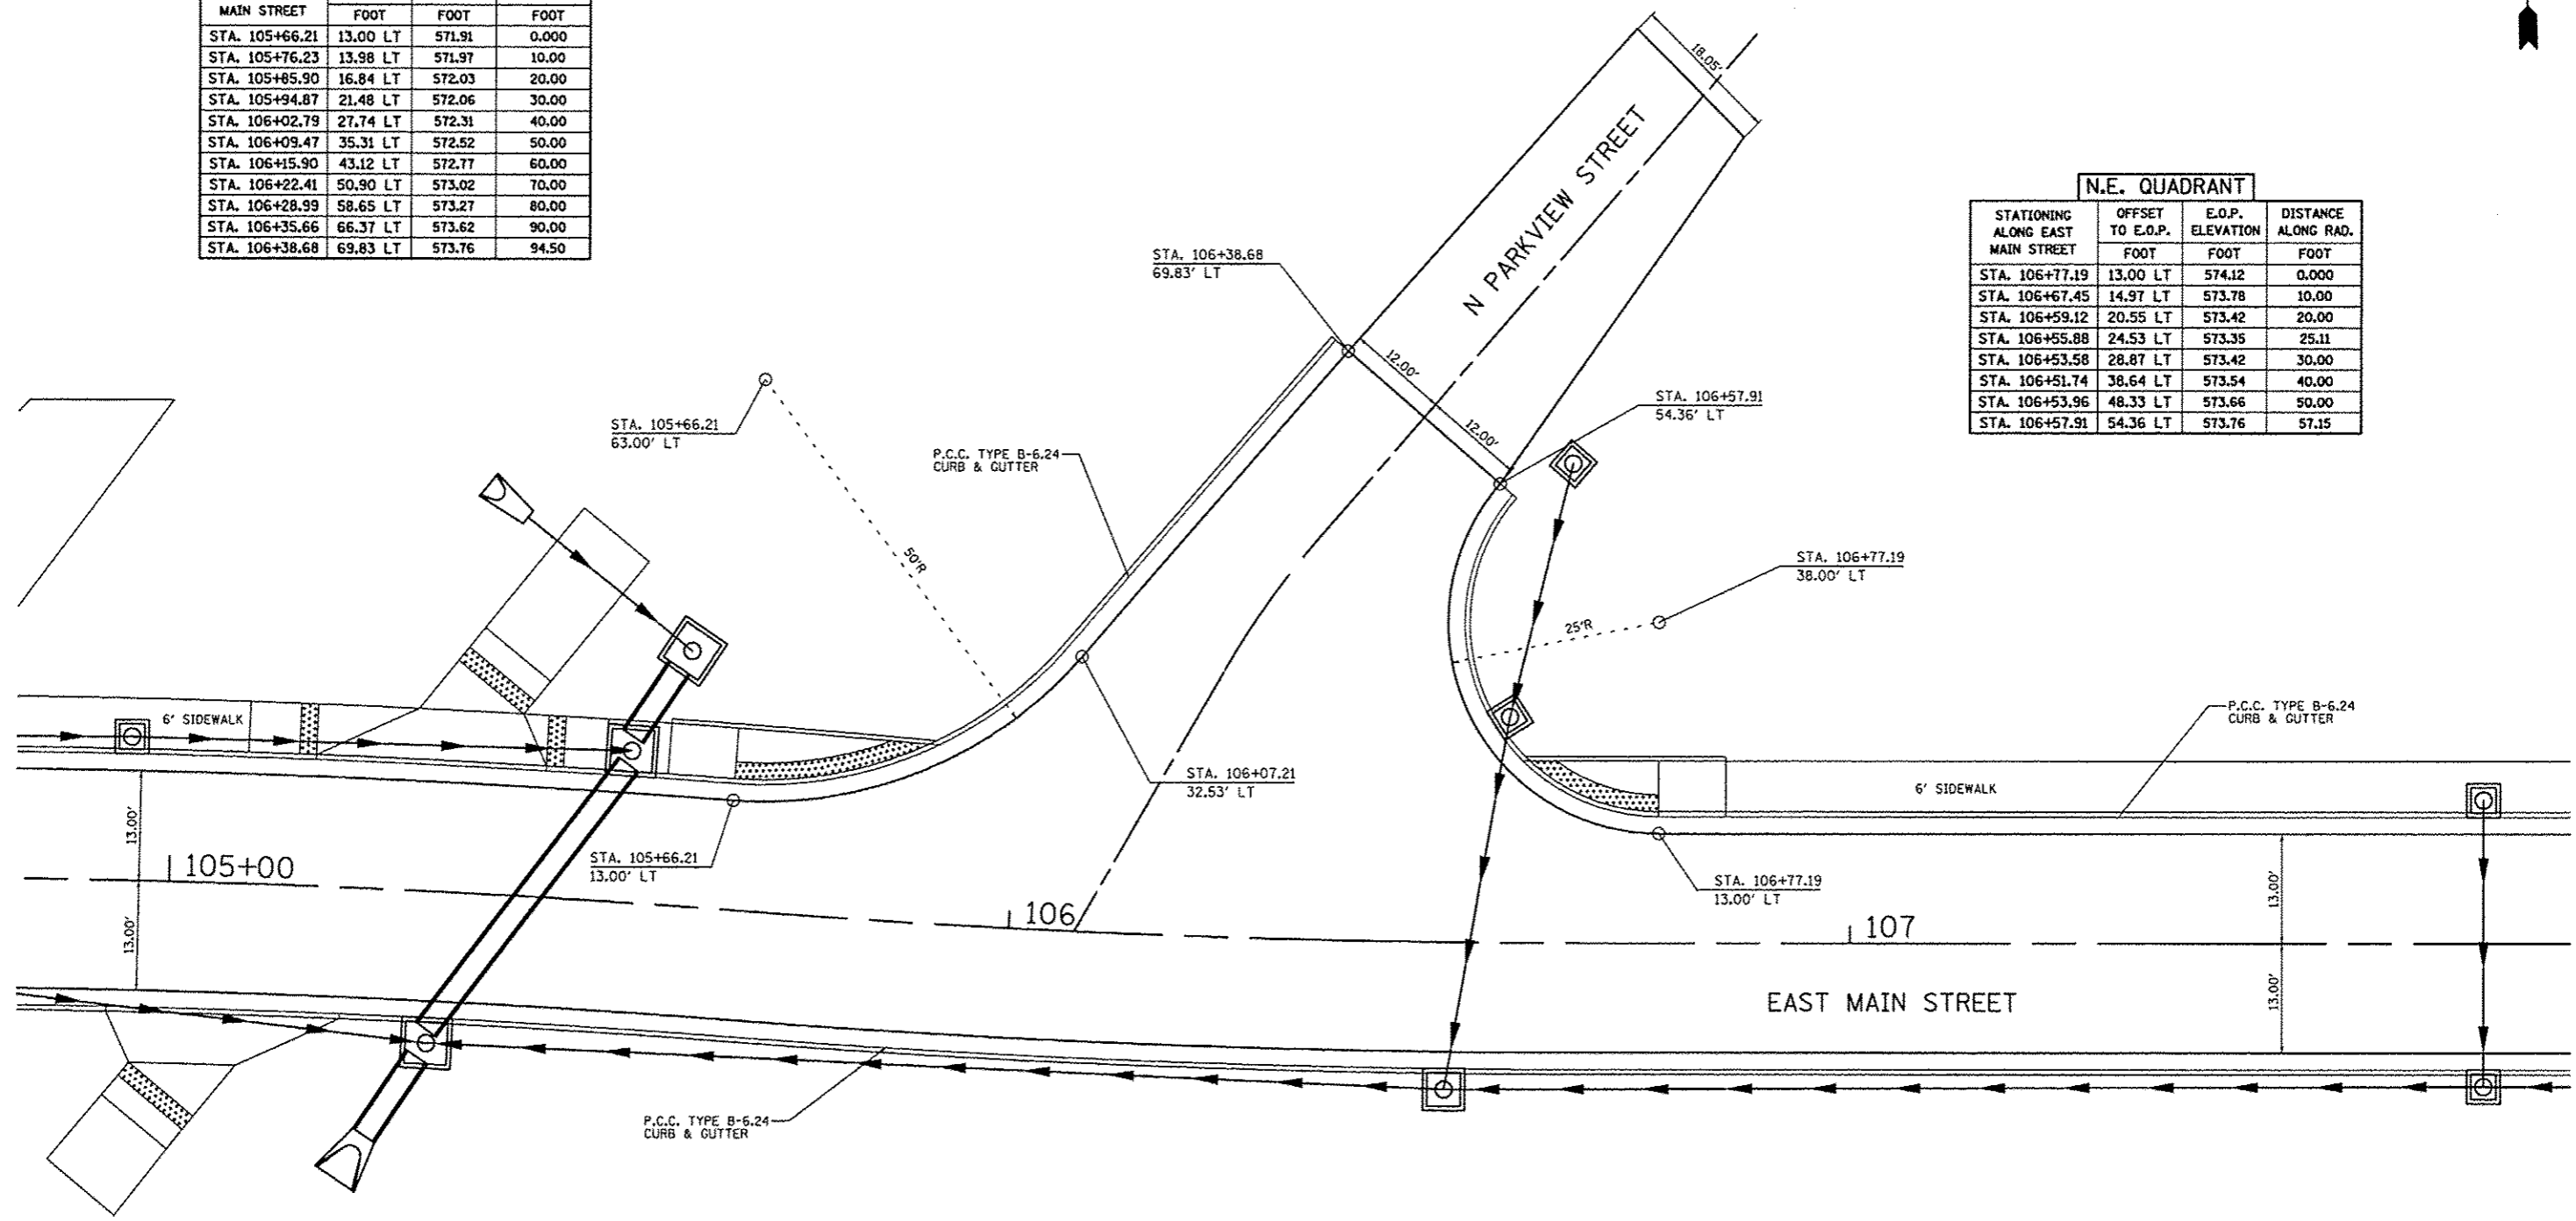 MAIN STREET FOOT FOOT FOOT
STA. 105+66.21 13.00 LT 571.91 0.000
STA. 105+76.23 13.98 LT 571.97 10.00
STA. 105+85.90 16.84 LT 572.03 20.00
STA. 105+94.87 21.48 LT 572.06 30.00
STA. 106+02.79 27.74 LT 572.31 40.00
STA. 106+09.47 35.31 LT 572.52 50.00
STA. 106+15.90 43.12 LT 572.77 60.00
STA. 106+22.41 50.90 LT 573.02 70.00
STA. 106+28.99 58.65 LT 573.27 80.00
STA. 106+35.66 66.37 LT 573.62 90.00
STA. 106+38.68 69.83 LT 573.76 94.50
18.05'
N PARKVIEW STREET
N.E. QUADRANT
STATIONING OFFSET E.O.P. DISTANCE
ALONG EAST TO E.O.P. ELEVATION ALONG RAD.
MAIN STREET FOOT FOOT FOOT
STA. 106+77.19 13.00 LT 574.12 0.000
STA. 106+67.45 14.97 LT 573.78 10.00
STA. 106+59.12 20.55 LT 573.42 20.00
STA. 106+55.88 24.53 LT 573.35 25.11
STA. 106+53.58 28.87 LT 573.42 30.00
STA. 106+51.74 38.64 LT 573.54 40.00
STA. 106+53.96 48.33 LT 573.66 50.00
STA. 106+57.91 54.36 LT 573.76 57.15
STA. 106+38.68
69.83' LT
12.00'
12.00'
STA. 106+57.91
54.36' LT
STA. 105+66.21
63.00' LT
P.C.C. TYPE B-6.24
CURB & GUTTER
50'R
STA. 106+77.19
38.00' LT
25'R
6' SIDEWALK
P.C.C. TYPE B-6.24
CURB & GUTTER
STA. 106+07.21
32.53' LT
6' SIDEWALK
13.00'
105+00
STA. 105+66.21
13.00' LT
13.00'
106
STA. 106+77.19
13.00' LT
107
13.00'
13.00'
EAST MAIN STREET
P.C.C. TYPE B-6.24
CURB & GUTTER